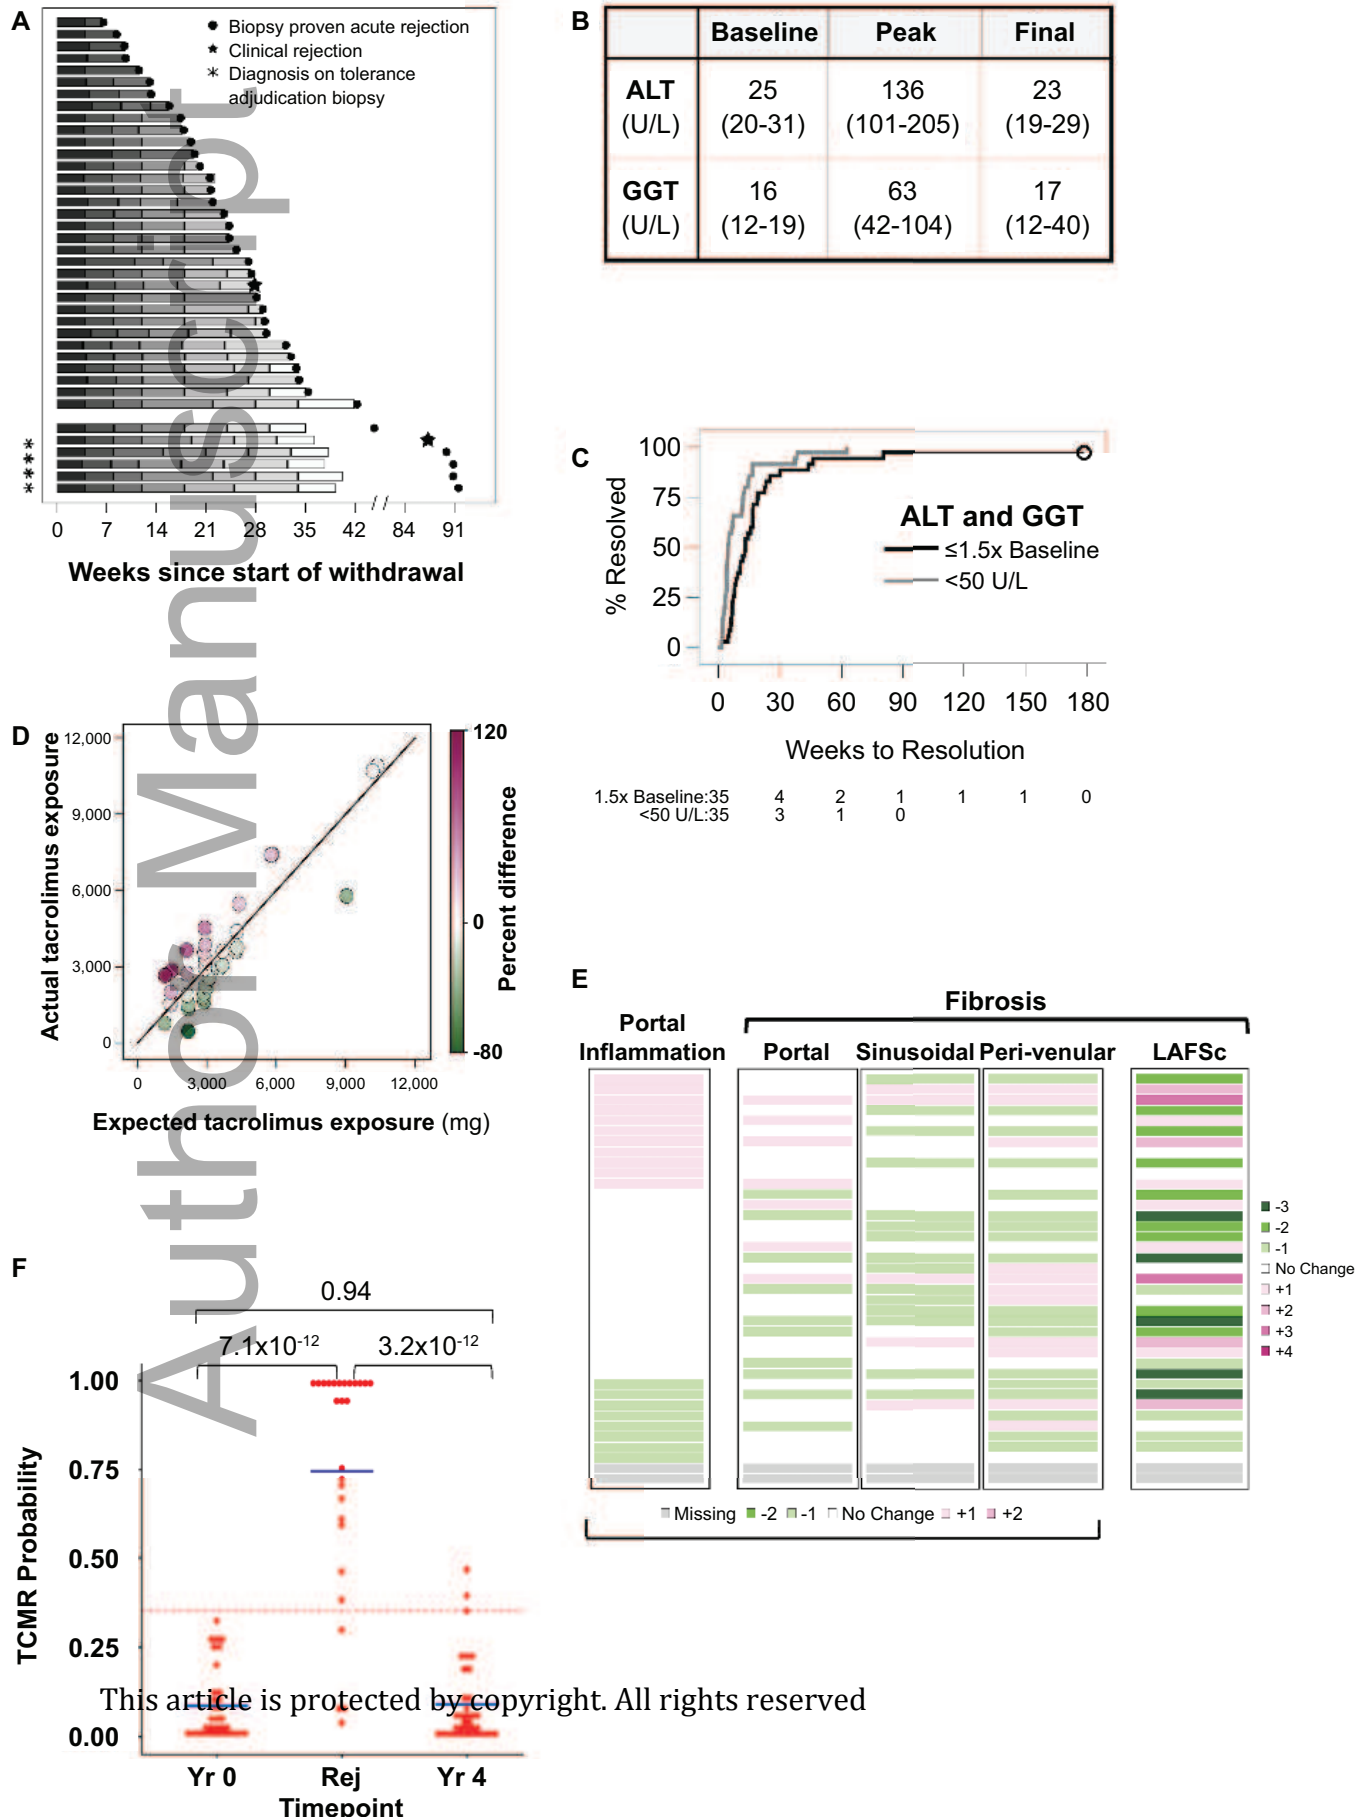 A
Biopsy proven acute rejection
Clinical rejection
Diagnosis on tolerance
adjudication biopsy
****
0 7 14 21 28 35 42 // 84 91
Weeks since start of withdrawal
B
Baseline Peak Final
ALT 25 136 23
(U/L) (20-31) (101-205) (19-29)
GGT 16 63 17
(U/L) (12-19) (42-104) (12-40)
C
% Resolved
100
75
50
25
0
ALT and GGT
≤1.5x Baseline
<50 U/L
0 30 60 90 120 150 180
Weeks to Resolution
1.5x Baseline:35 4 2 1 1 1 0
<50 U/L:35 3 1 0
D
Actual tacrolimus exposure
12,000
9,000
6,000
3,000
0
0 3,000 6,000 9,000 12,000
Expected tacrolimus exposure (mg)
120
0
-80
Percent difference
E
Fibrosis
Portal
Inflammation Portal Sinusoidal Peri-venular LAFSc
-3
-2
-1
No Change
+1
+2
+3
+4
Missing -2 -1 No Change +1 +2
F
0.94
7.1x10-12 3.2x10-12
TCMR Probability
1.00
0.75
0.50
0.25
0.00
Yr 0 Rej Yr 4
Timepoint
Author Manuscript
This article is protected by copyright. All rights reserved